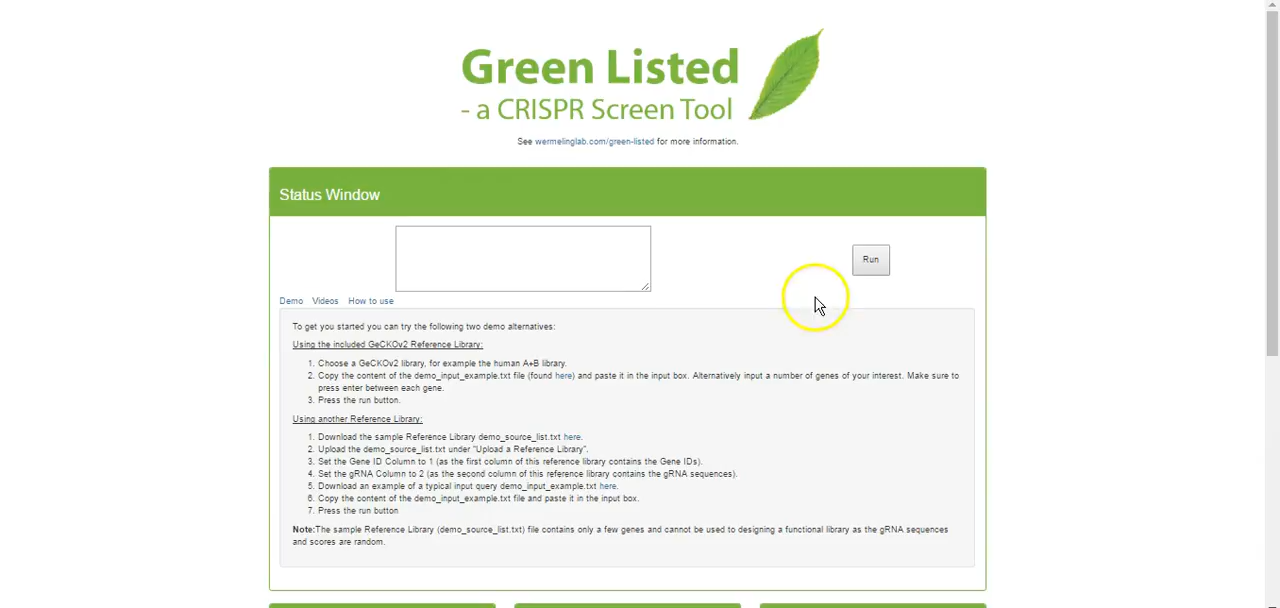 Green Listed
- a CRISPR Screen Tool
See wermelinglab.com/green-listed for more information.
Status Window
Run
Demo Videos How to use
To get you started you can try the following two demo alternatives:
Using the included GeCKOv2 Reference Library:
1. Choose a GeCKOv2 library, for example the human A+B library.
2. Copy the content of the demo_input_example.txt file (found here) and paste it in the input box. Alternatively input a number of genes of your interest. Make sure to
press enter between each gene.
3. Press the run button.
Using another Reference Library:
1. Download the sample Reference Library demo_source_list.txt here.
2. Upload the demo_source_list.txt under "Upload a Reference Library".
3. Set the Gene ID Column to 1 (as the first column of this reference library contains the Gene IDs).
4. Set the gRNA Column to 2 (as the second column of this reference library contains the gRNA sequences).
5. Download an example of a typical input query demo_input_example.txt here.
6. Copy the content of the demo_input_example.txt file and paste it in the input box.
7. Press the run button
Note:The sample Reference Library (demo_source_list.txt) file contains only a few genes and cannot be used to designing a functional library as the gRNA sequences
and scores are random.